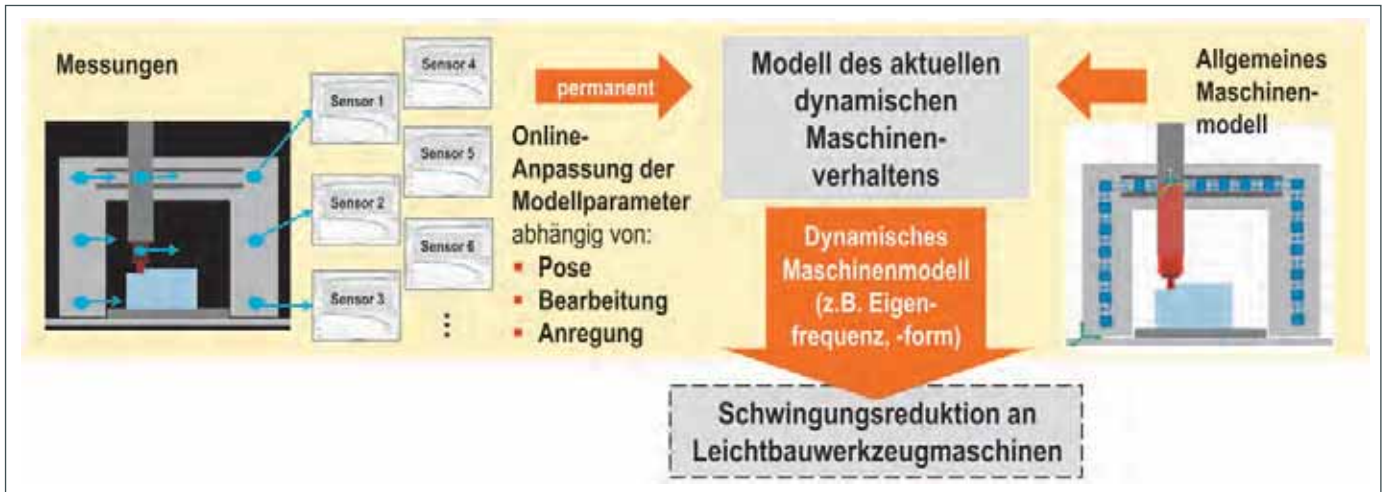 Messungen
Sensor 1
Sensor 2
Sensor 3
Sensor 4
Sensor 5
Sensor 6
permanent
Online-
Anpassung der
Modellparameter
abhängig von:
Pose
Bearbeitung
Anregung
Modell des aktuellen
dynamischen
Maschinen-
verhaltens
Dynamisches
Maschinenmodell
(z.B. Eigen-
frequenz, -form)
Allgemeines
Maschinen-
modell
Schwingungsreduktion an
Leichtbauwerkzeugmaschinen